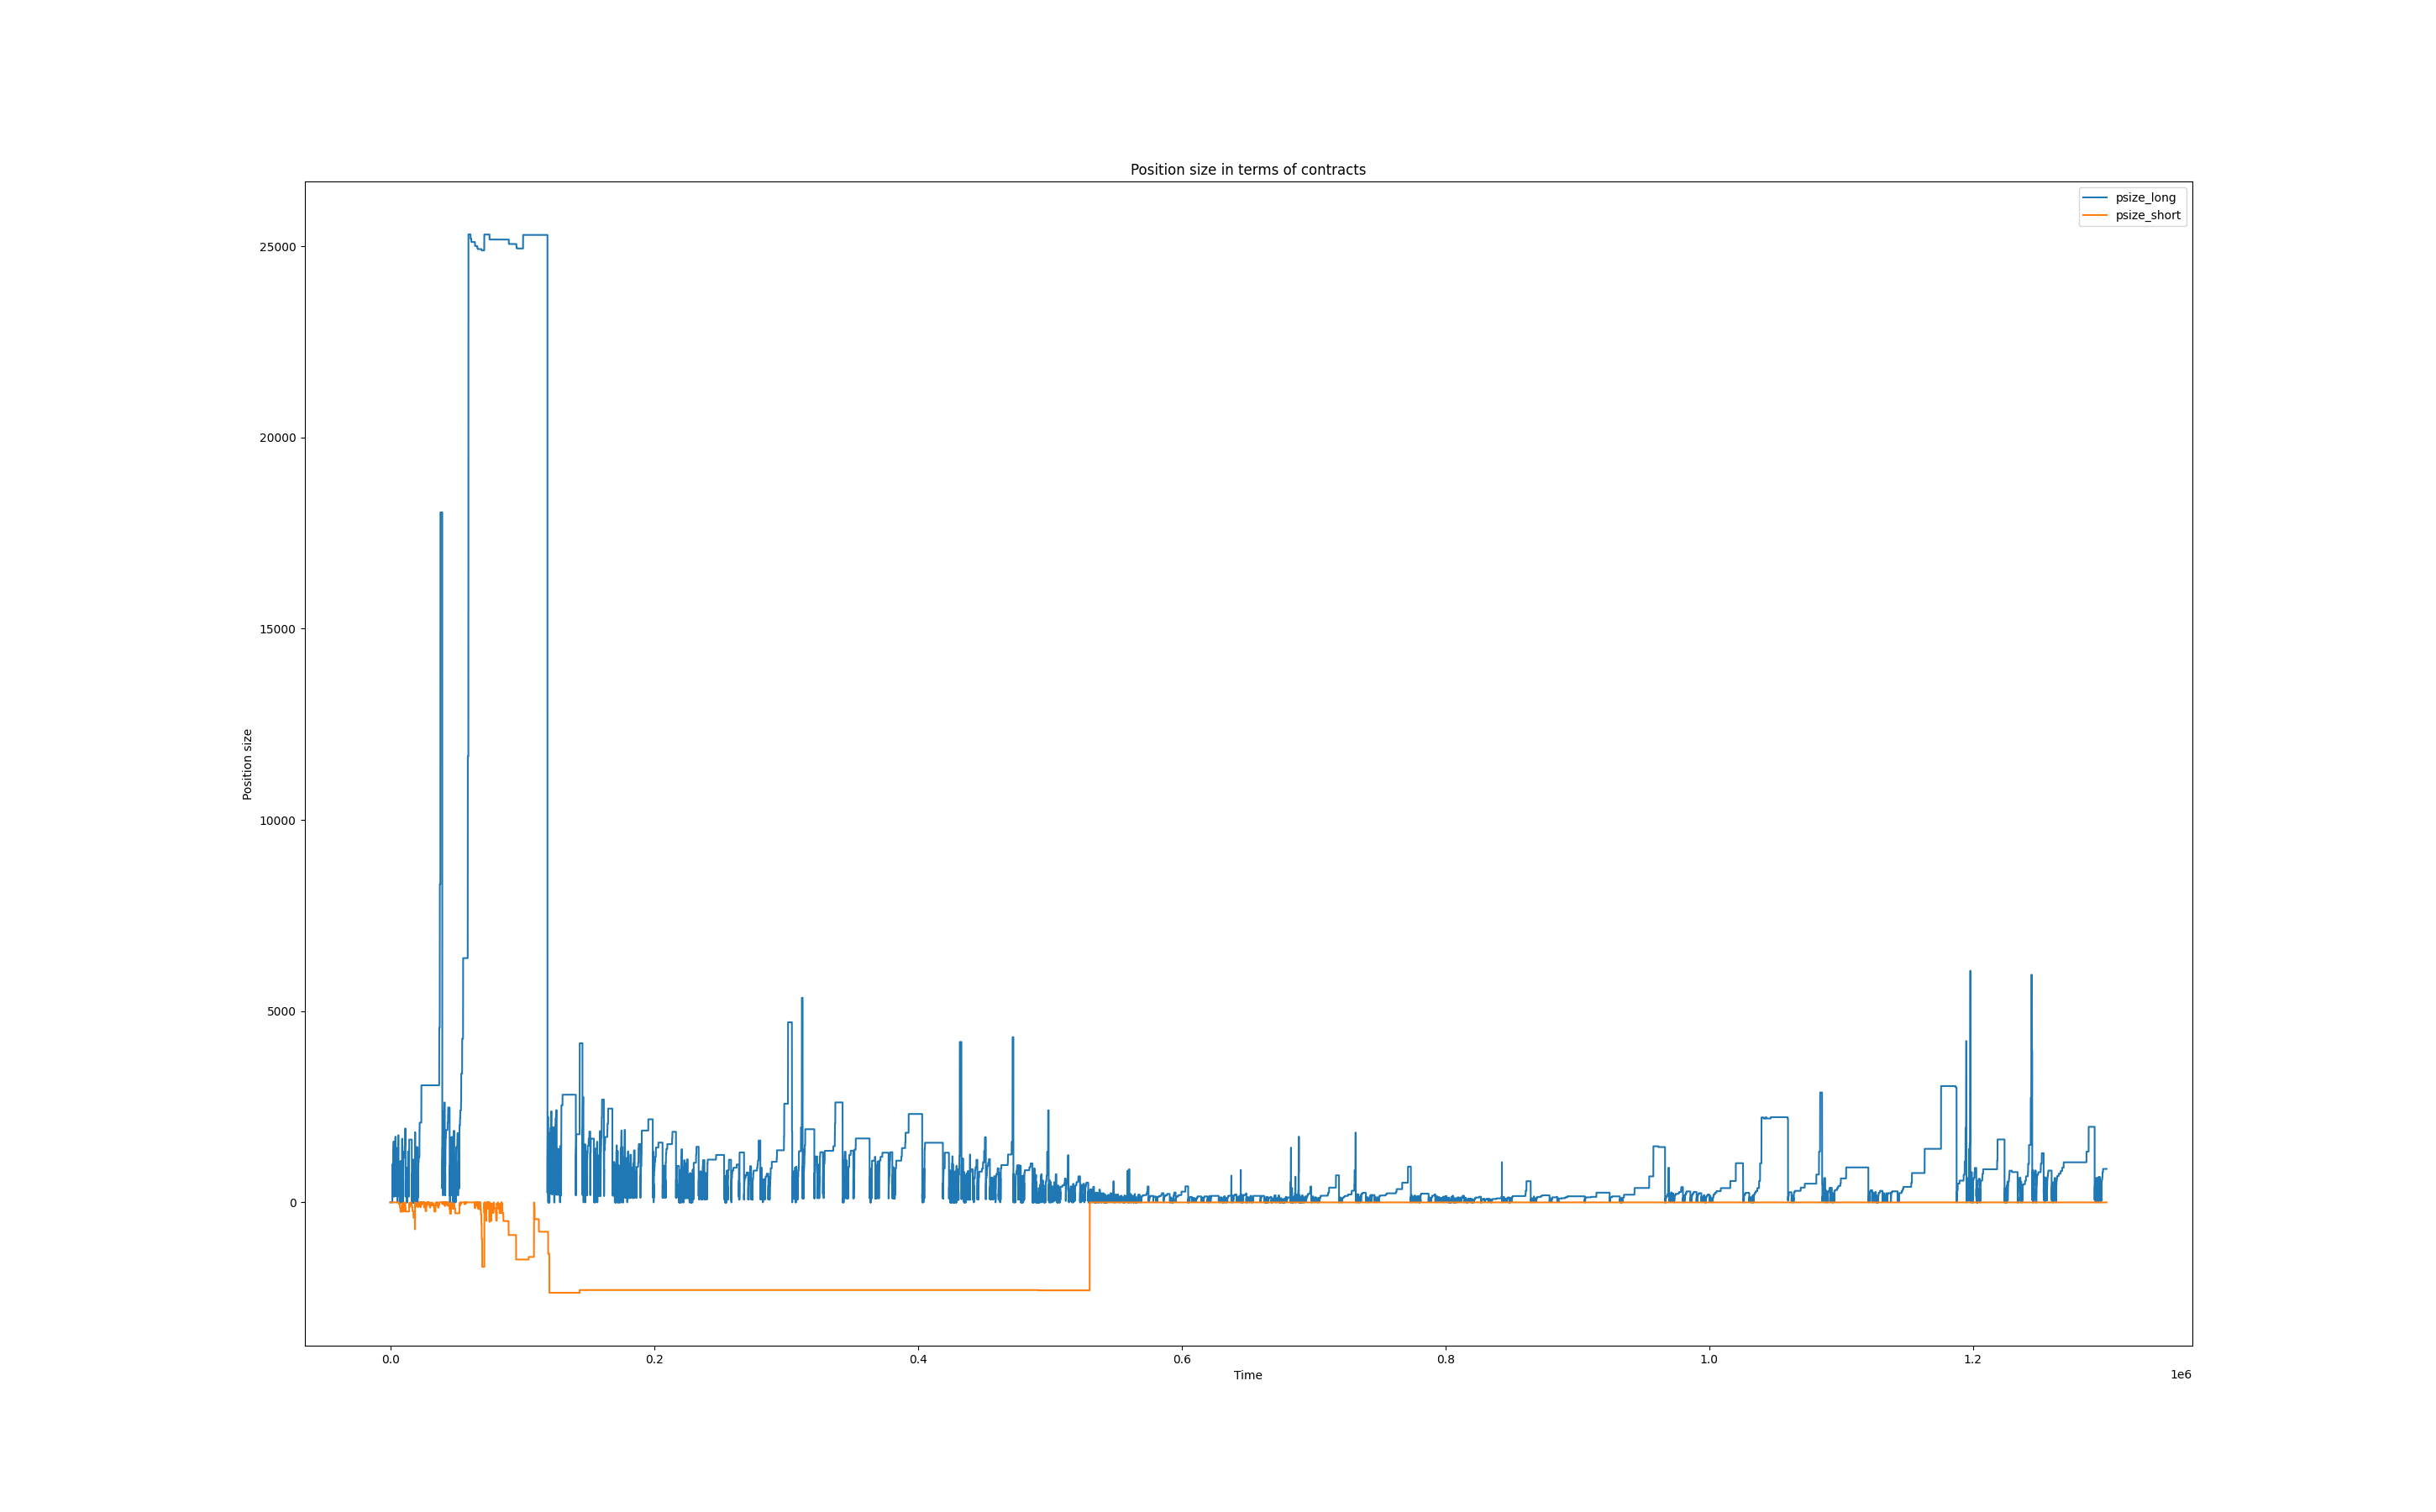 Position size in terms of contracts
psize_long
psize_short
Position size
25000
20000
15000
10000
5000
0
0.0 0.2 0.4 0.6 0.8 1.0 1.2
Time
1e6